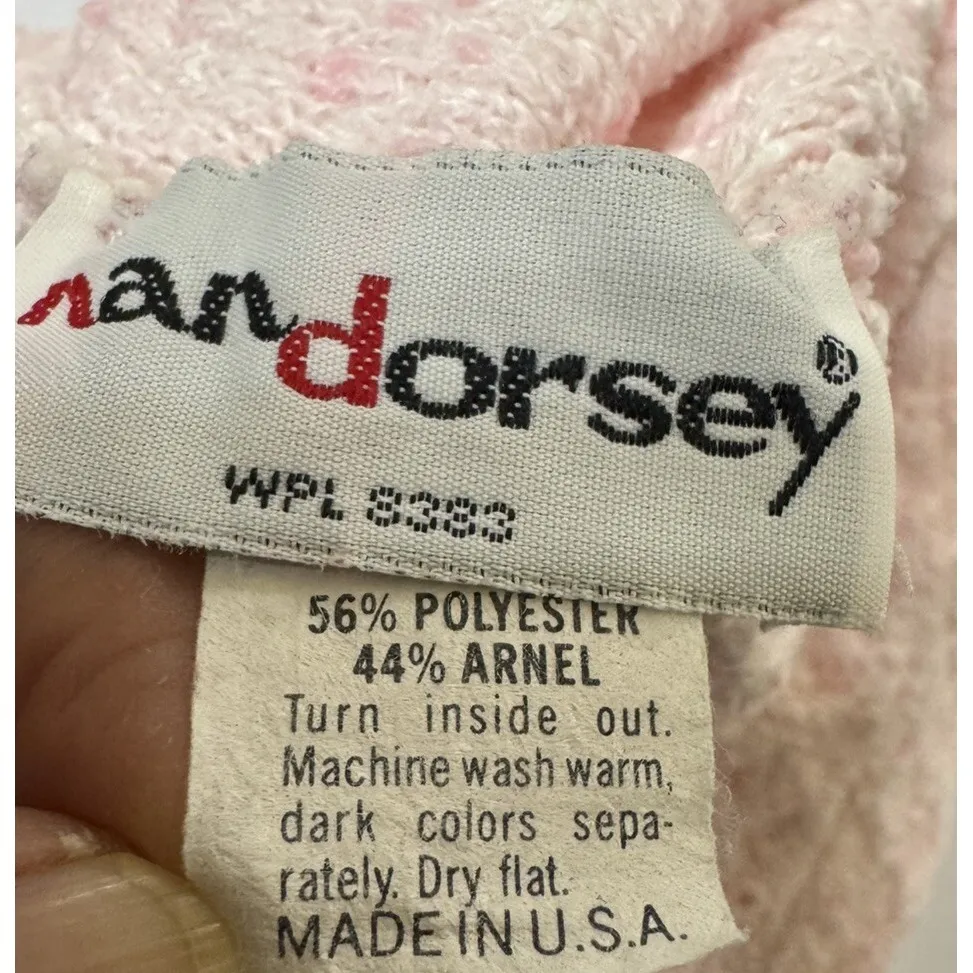 nandorsey®
WPL 8383
56% POLYESTER
44% ARNEL
Turn inside out.
Machine wash warm,
dark colors sepa-
rately. Dry flat.
MADE IN U.S.A.